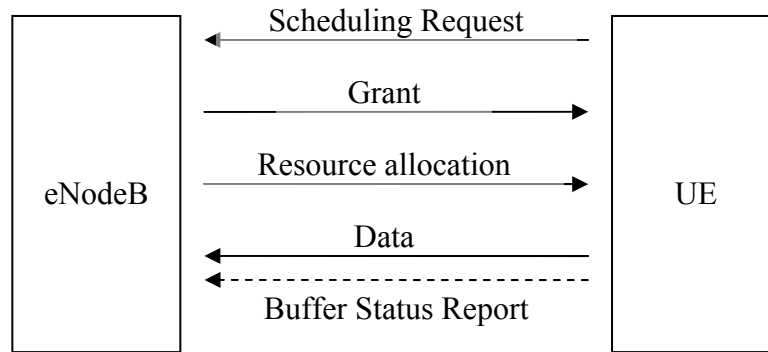 Scheduling Request
Grant
Resource allocation
eNodeB
UE
Data
Buffer Status Report